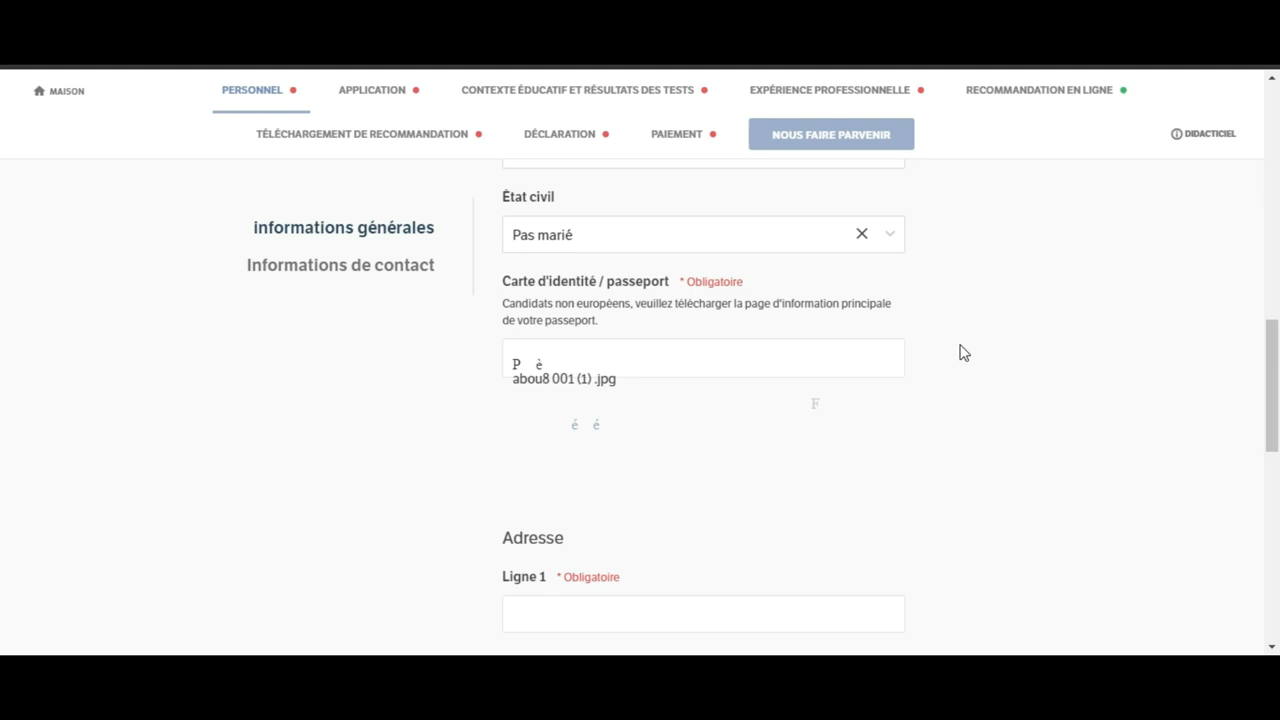 MAISON
PERSONNEL
APPLICATION
CONTEXTE ÉDUCATIF ET RÉSULTATS DES TESTS
EXPÉRIENCE PROFESSIONNELLE
RECOMMANDATION EN LIGNE
TÉLÉCHARGEMENT DE RECOMMANDATION
DÉCLARATION
PAIEMENT
NOUS FAIRE PARVENIR
DIDACTICIEL
informations générales
Informations de contact
État civil
Pas marié
Carte d'identité / passeport * Obligatoire
Candidats non européens, veuillez télécharger la page d'information principale
de votre passeport.
P è
abou8 001 (1) .jpg
F
é é
Adresse
Ligne 1 * Obligatoire